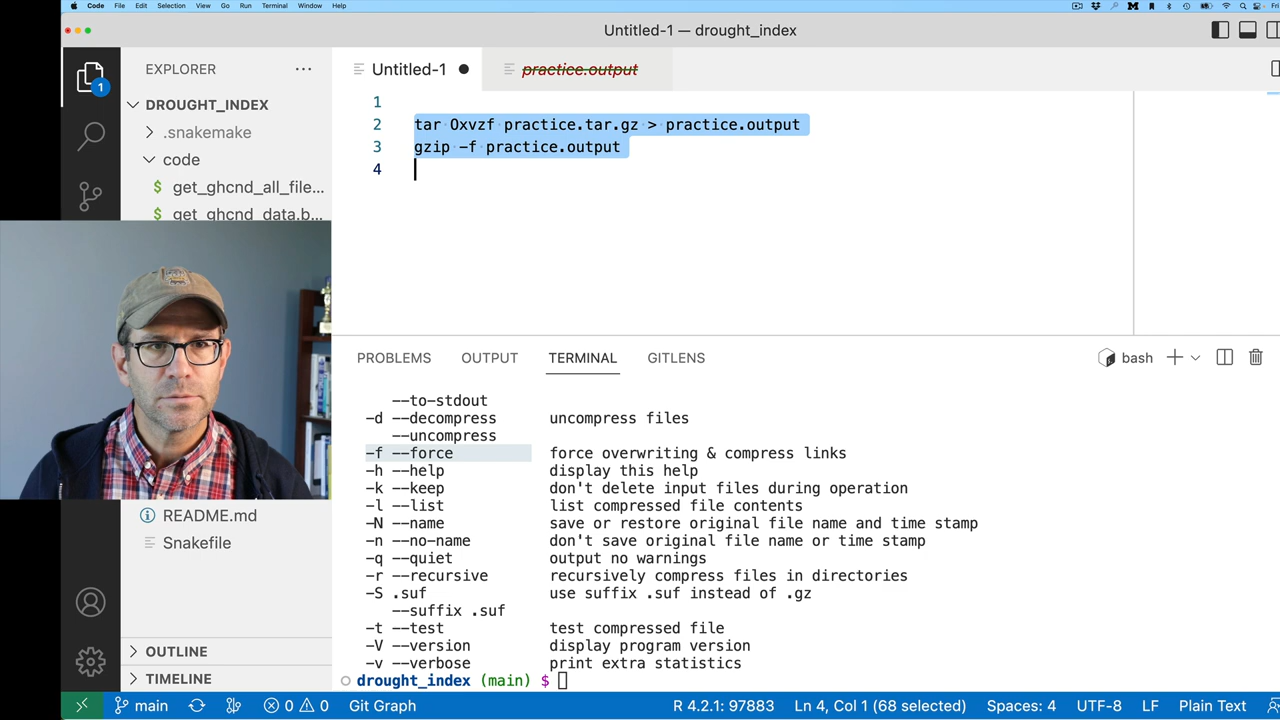 Code File Edit Selection View Go Run Terminal Window Help Fri
Untitled-1 — drought_index
EXPLORER
Untitled-1
practice.output
DROUGHT_INDEX
.snakemake
code
get_ghcnd_all_file...
get_ghcnd_data.b...
README.md
Snakefile
OUTLINE
TIMELINE
1
1
2 tar Oxvzf practice.tar.gz > practice.output
3 gzip -f practice.output
4
PROBLEMS OUTPUT TERMINAL GITLENS bash
--to-stdout
-d --decompress uncompress files
--uncompress
-f --force force overwriting & compress links
-h --help display this help
-k --keep don't delete input files during operation
-l --list list compressed file contents
-N --name save or restore original file name and time stamp
-n --no-name don't save original file name or time stamp
-q --quiet output no warnings
-r --recursive recursively compress files in directories
-S .suf use suffix .suf instead of .gz
--suffix .suf
-t --test test compressed file
-V --version display program version
-v --verbose print extra statistics
drought_index (main) $
main 0 0 Git Graph R 4.2.1: 97883 Ln 4, Col 1 (68 selected) Spaces: 4 UTF-8 LF Plain Text